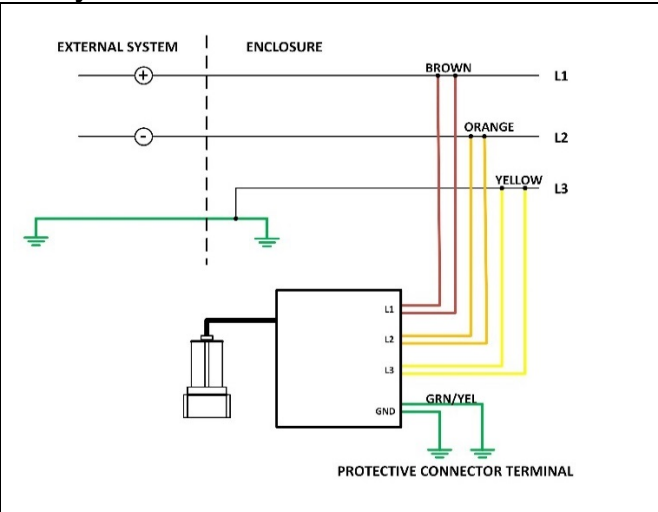 EXTERNAL SYSTEM
ENCLOSURE
+
BROWN
L1
-
ORANGE
L2
YELLOW
L3
L1
L2
L3
GRN/YEL
GND
PROTECTIVE CONNECTOR TERMINAL